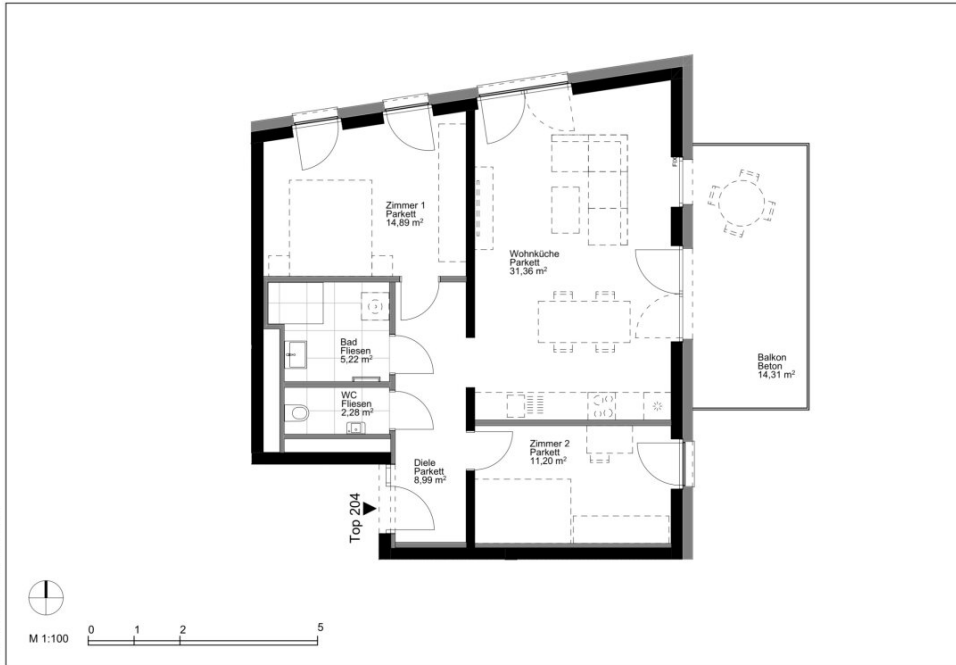 Zimmer 1
Parkett
14,89 m²
FIX
Wohnküche
Parkett
31,36 m²
Bad
Fliesen
5,22 m²
Balkon
Beton
14,31 m²
WC
Fliesen
2,28 m²
Zimmer 2
Parkett
11,20 m²
Diele
Parkett
8,99 m²
Top 204
M 1:100
0 1 2 5